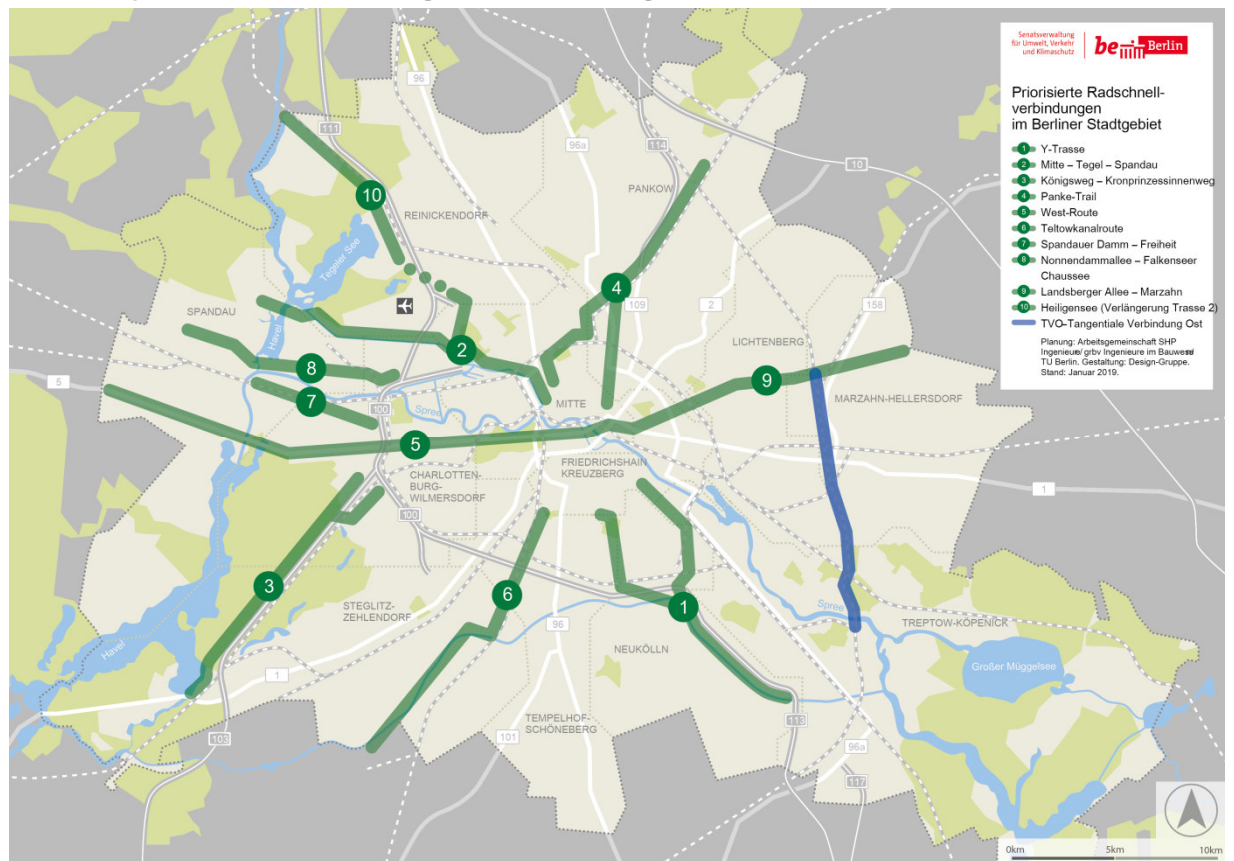 Senatsverwaltung
für Umwelt, Verkehr
und Klimaschutz
be Berlin
Priorisierte Radschnell-
verbindungen
im Berliner Stadtgebiet
1 Y-Trasse
2 Mitte – Tegel – Spandau
3 Königsweg – Kronprinzessinnenweg
4 Panke-Trail
5 West-Route
6 Teltowkanalroute
7 Spandauer Damm – Freiheit
8 Nonnendammallee – Falkenseer
Chaussee
9 Landsberger Allee – Marzahn
10 Heiligensee (Verlängerung Trasse 2)
TVO-Tangentiale Verbindung Ost
Planung: Arbeitsgemeinschaft SHP
Ingenieure/ grbv Ingenieure im Bauwesen
TU Berlin. Gestaltung: Design-Gruppe.
Stand: Januar 2019.
96
111
96a
114
10
PANKOW
10
REINICKENDORF
Tegeler See
4
109
2
158
SPANDAU
Havel
2
LICHTENBERG
8
9
5
7
100
Spree
MITTE
MARZAHN-HELLERSDORF
5
FRIEDRICHSHAIN
KREUZBERG
CHARLOTTEN-
BURG-
WILMERSDORF
1
100
3
6
1
STEGLITZ-
ZEHLENDORF
96
Spree
TREPTOW-KÖPENICK
Havel
NEUKÖLLN
Großer Müggelsee
1
TEMPELHOF-
SCHÖNEBERG
113
103
101
96a
117
0km
5km
10km